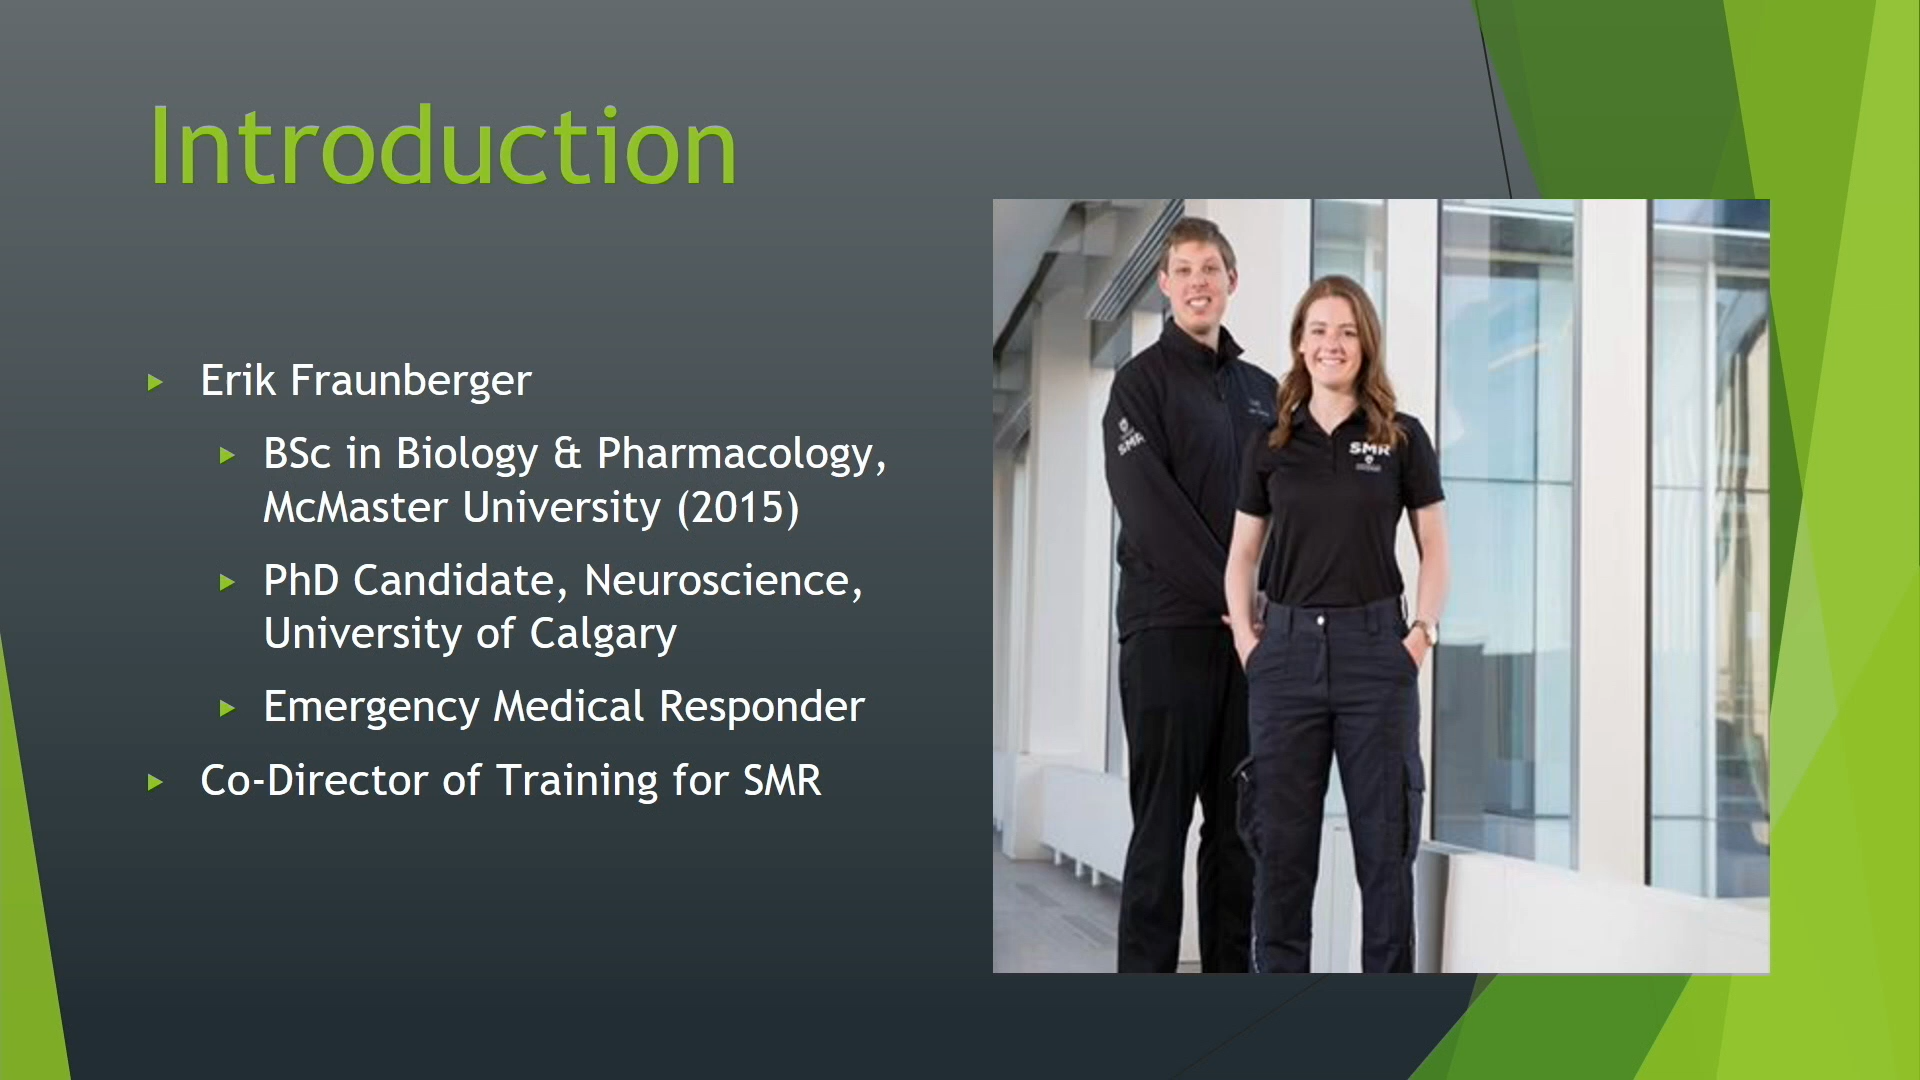 Introduction
Erik Fraunberger
BSc in Biology & Pharmacology,
McMaster University (2015)
PhD Candidate, Neuroscience,
University of Calgary
Emergency Medical Responder
Co-Director of Training for SMR
SMR
SMR